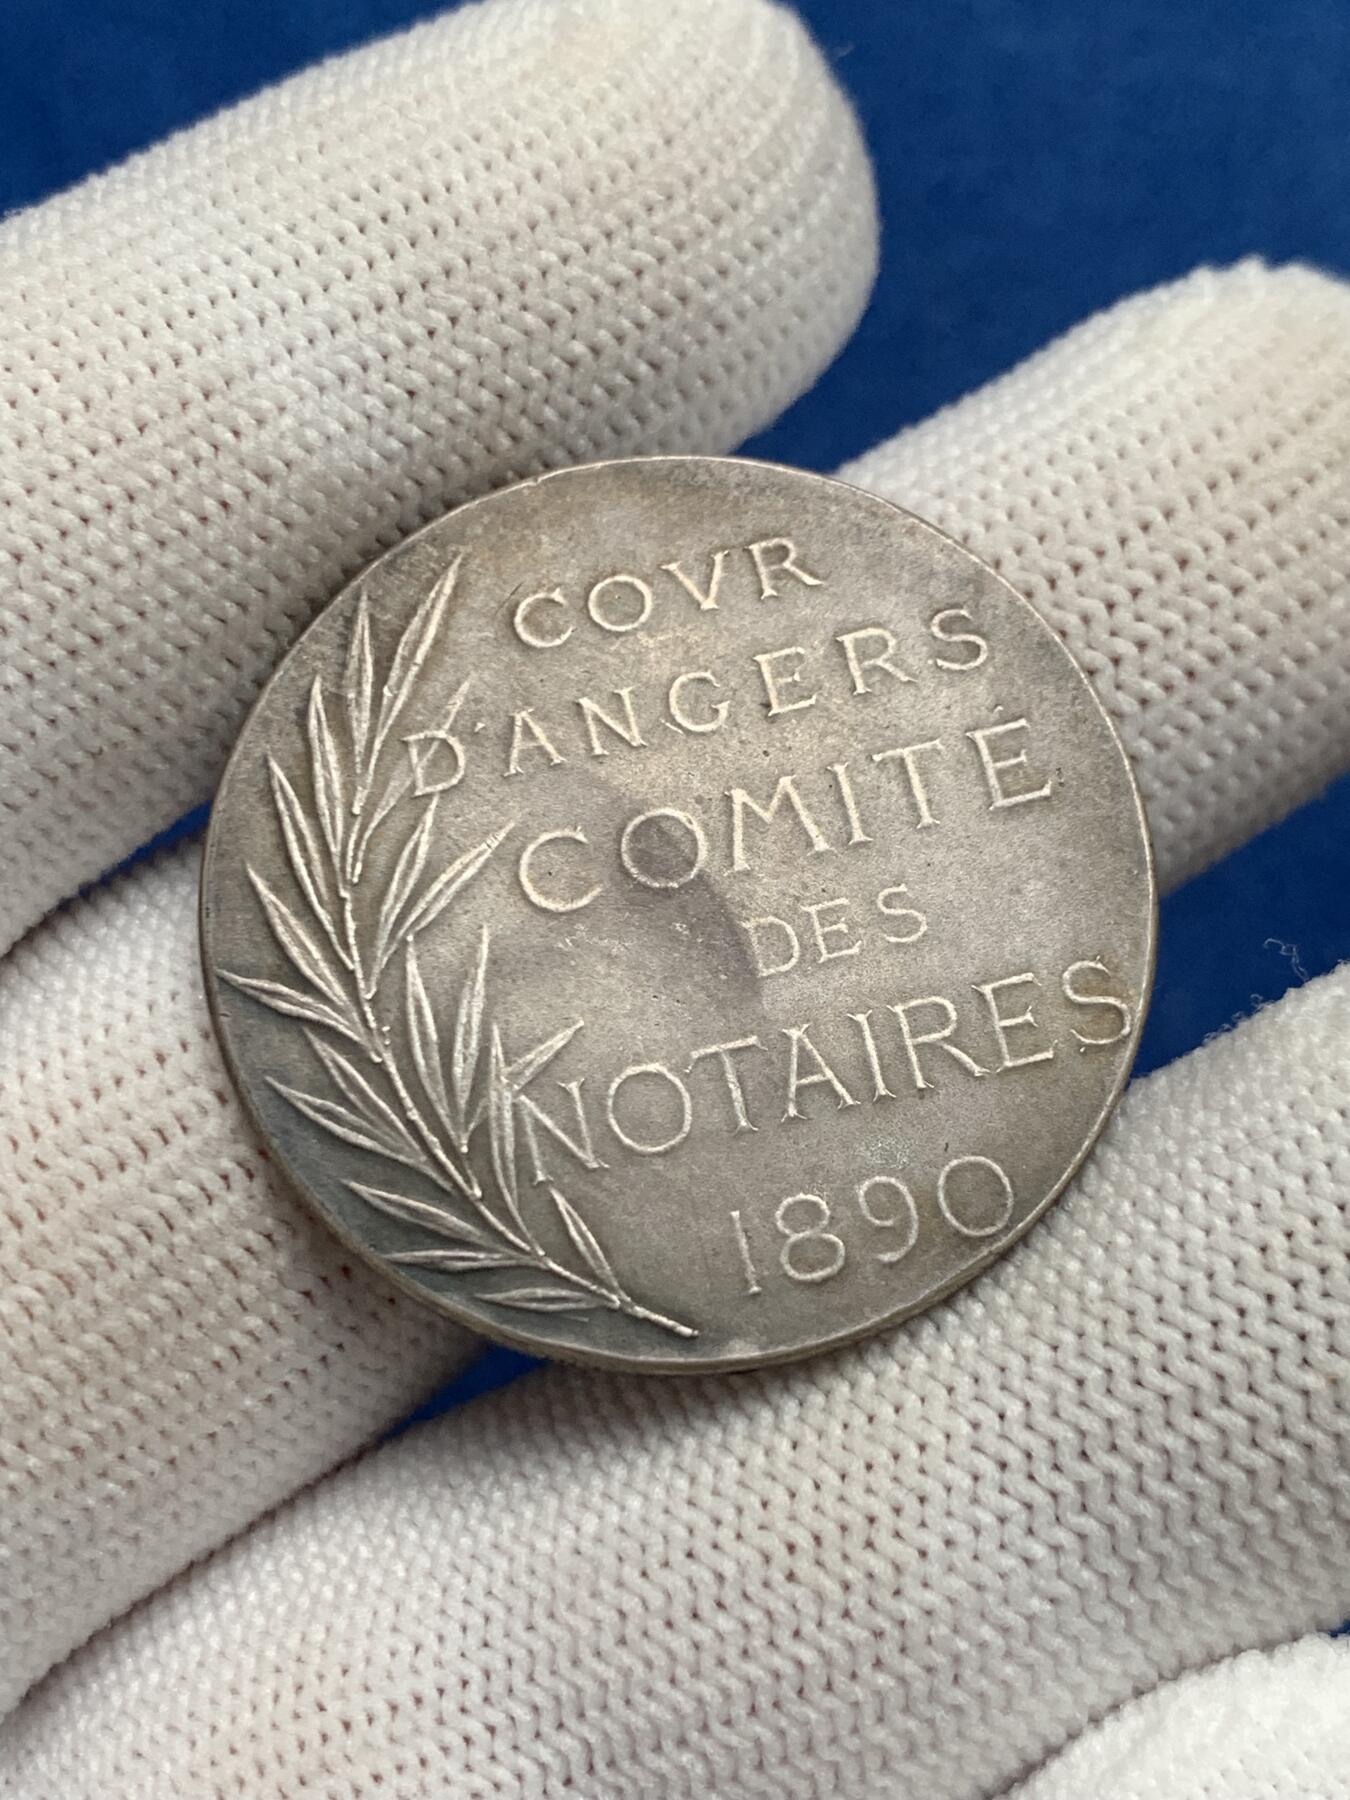 COVR
D'ANGERS
COMITÉ
DES
NOTAIRES
1890